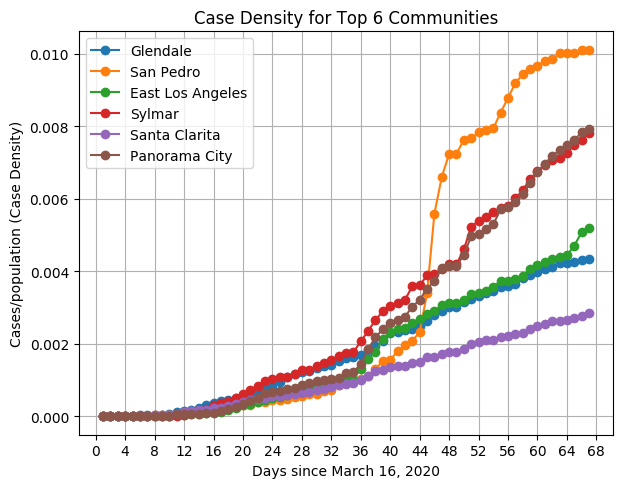 Case Density for Top 6 Communities
Glendale
San Pedro
East Los Angeles
Sylmar
Santa Clarita
Panorama City
Cases/population (Case Density)
0.010
0.008
0.006
0.004
0.002
0.000
0 4 8 12 16 20 24 28 32 36 40 44 48 52 56 60 64 68
Days since March 16, 2020